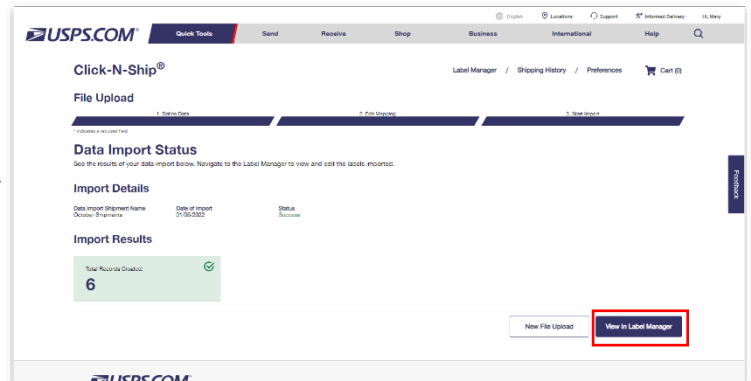 English Locations Support Informed Delivery Hi, Mary
USPS.COM® Quick Tools Send Receive Shop Business International Help
Click-N-Ship®
Label Manager / Shipping History / Preferences Cart (0)
File Upload
1. Define Data 2. Edit Mapping 3. Start Import
* indicates a required field
Data Import Status
See the results of your data import below. Navigate to the Label Manager to view and edit the labels imported.
Import Details
Data Import Shipment Name Date of Import Status
October Shipments 01/06/2022 Success
Import Results
Total Records Created:
6
New File Upload View In Label Manager
Feedback
USPS.COM